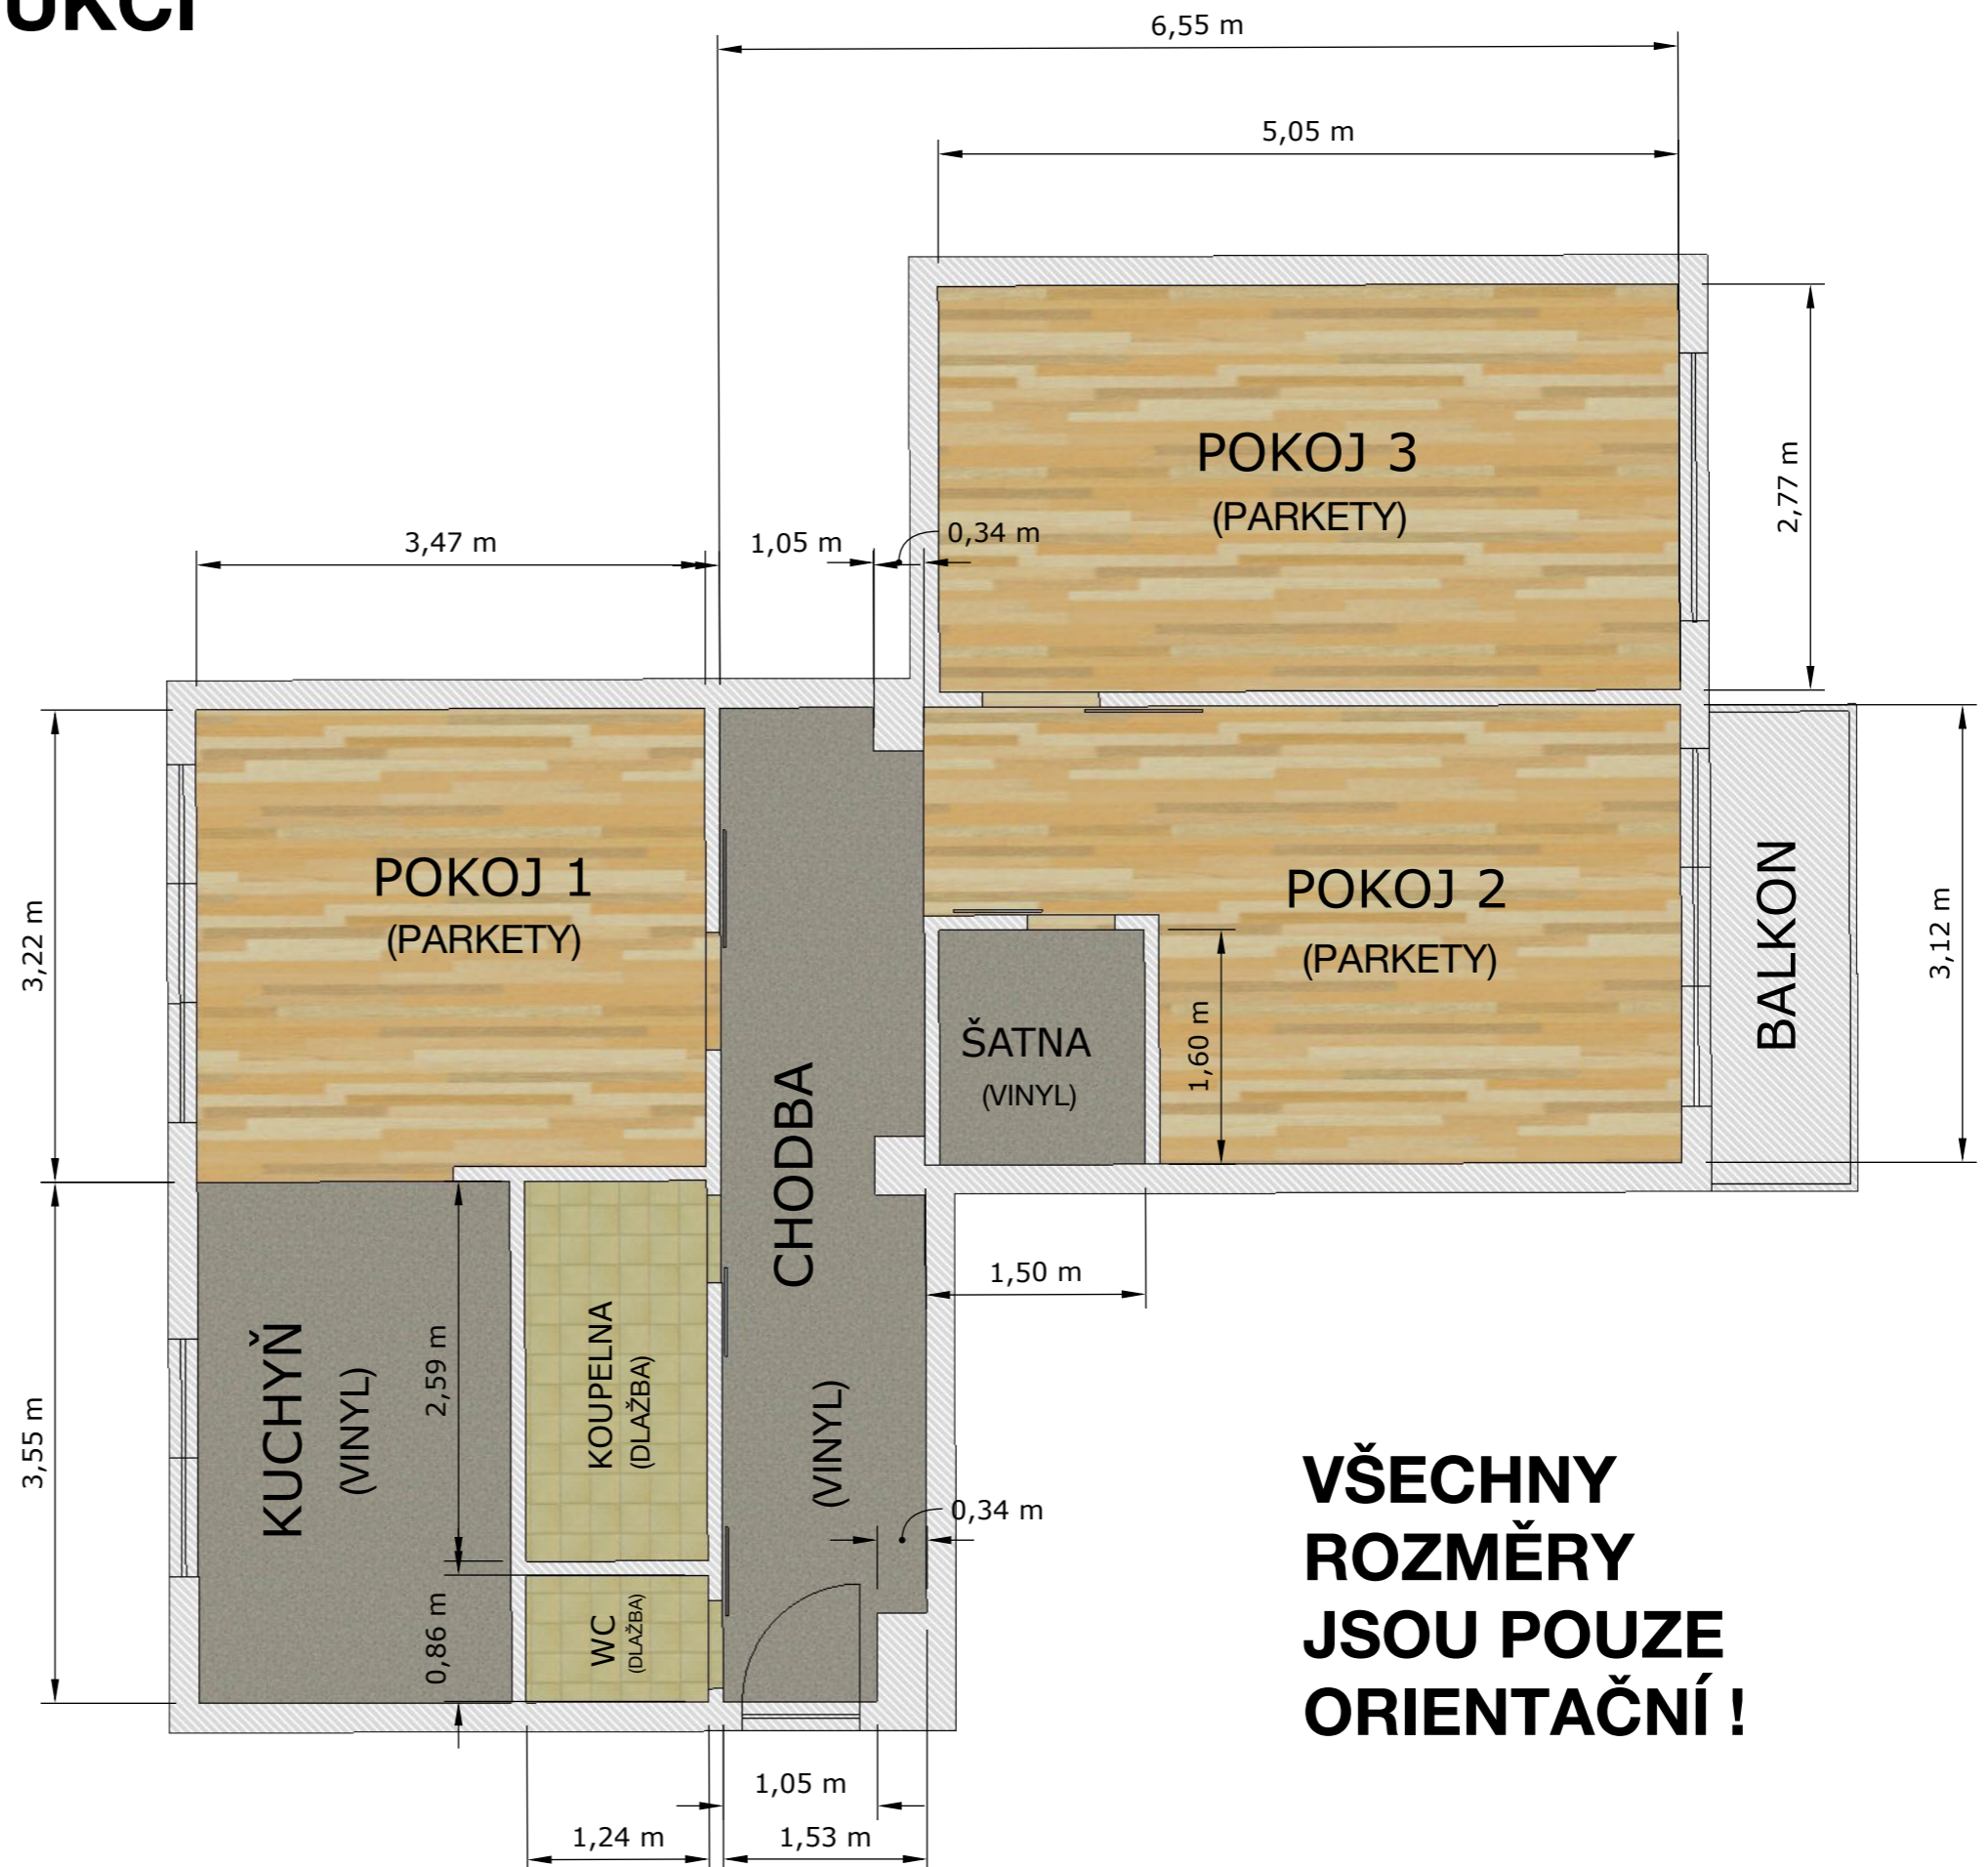 UKCI
6,55 m
5,05 m
POKOJ 3
(PARKETY)
2,77 m
3,47 m
1,05 m
0,34 m
POKOJ 1
(PARKETY)
3,22 m
POKOJ 2
(PARKETY)
BALKON
3,12 m
ŠATNA
(VINYL)
1,60 m
CHODBA
(VINYL)
1,50 m
KUCHYŇ
(VINYL)
2,59 m
KOUPELNA
(DLAŽBA)
3,55 m
0,34 m
WC
(DLAŽBA)
0,86 m
1,05 m
1,24 m
1,53 m
VŠECHNY
ROZMĚRY
JSOU POUZE
ORIENTAČNÍ !